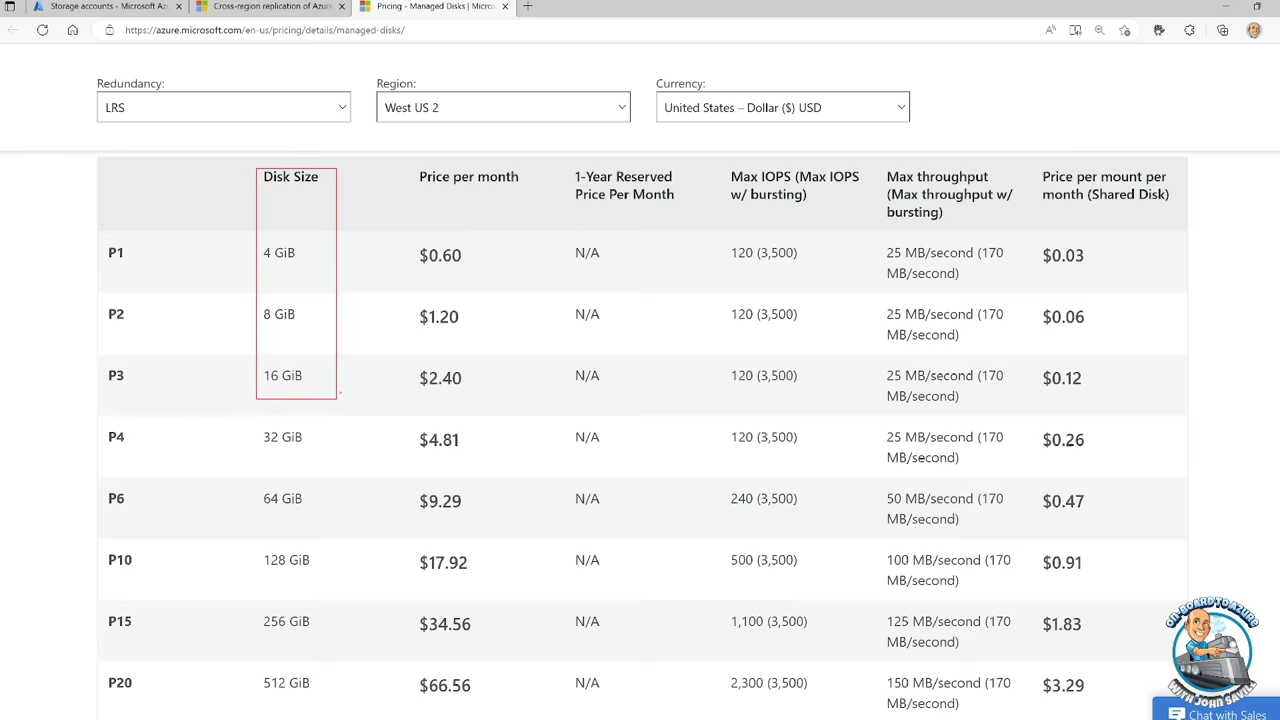 Storage accounts - Microsoft Az
Cross-region replication of Azure
Pricing - Managed Disks | Micros
https://azure.microsoft.com/en-us/pricing/details/managed-disks/
Redundancy:
Region:
Currency:
LRS
West US 2
United States – Dollar ($) USD
Disk Size
Price per month
1-Year Reserved
Price Per Month
Max IOPS (Max IOPS
w/ bursting)
Max throughput
(Max throughput w/
bursting)
Price per mount per
month (Shared Disk)
P1
4 GiB
$0.60
N/A
120 (3,500)
25 MB/second (170
MB/second)
$0.03
P2
8 GiB
$1.20
N/A
120 (3,500)
25 MB/second (170
MB/second)
$0.06
P3
16 GiB
$2.40
N/A
120 (3,500)
25 MB/second (170
MB/second)
$0.12
P4
32 GiB
$4.81
N/A
120 (3,500)
25 MB/second (170
MB/second)
$0.26
P6
64 GiB
$9.29
N/A
240 (3,500)
50 MB/second (170
MB/second)
$0.47
P10
128 GiB
$17.92
N/A
500 (3,500)
100 MB/second (170
MB/second)
$0.91
P15
256 GiB
$34.56
N/A
1,100 (3,500)
125 MB/second (170
MB/second)
$1.83
P20
512 GiB
$66.56
N/A
2,300 (3,500)
150 MB/second (170
MB/second)
$3.29
ON-BOARD TO AZURE
WITH JOHN SAVILL
Chat with Sales